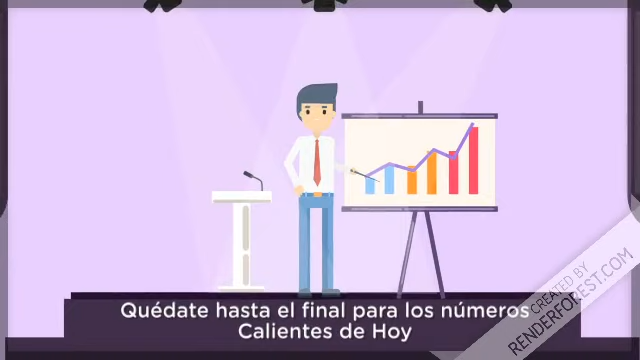 Quédate hasta el final para los números
Calientes de Hoy
CREATED BY
RENDERFOREST.COM